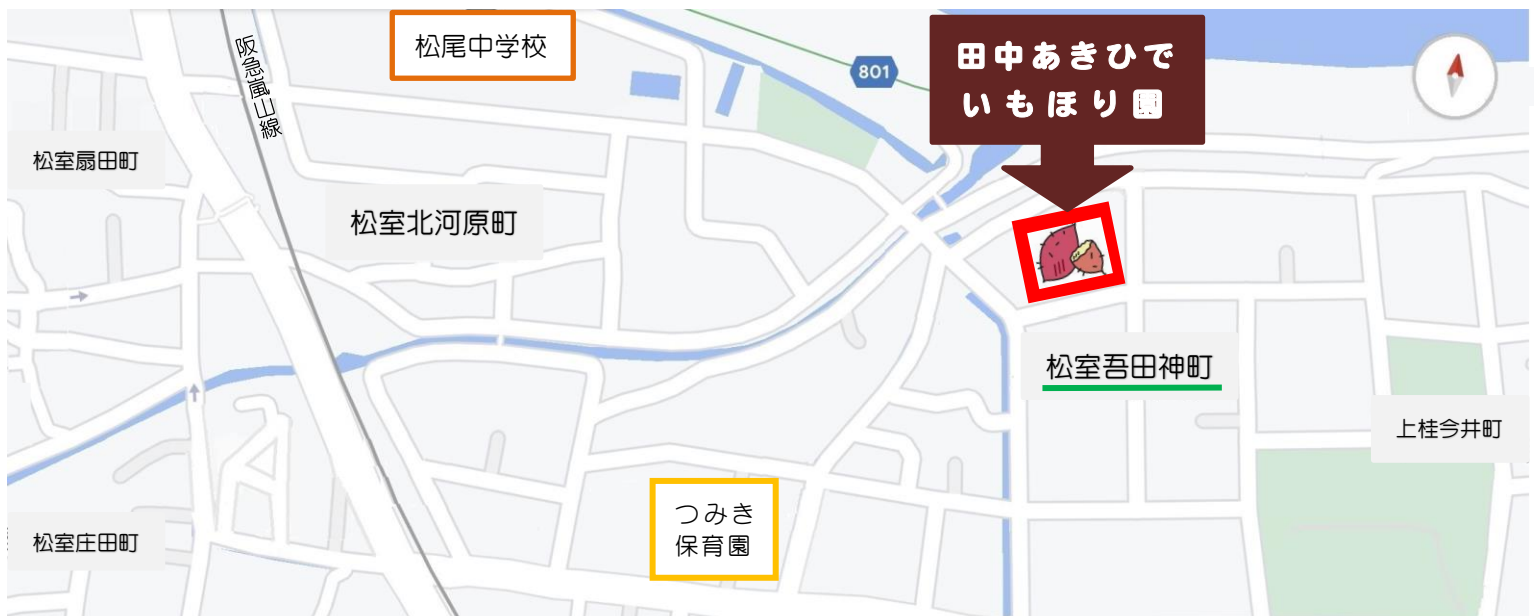 松尾中学校
801
田中あきひで
いもほり園
阪急嵐山線
松室扇田町
松室北河原町
松室吾田神町
上桂今井町
つみき
保育園
松室庄田町